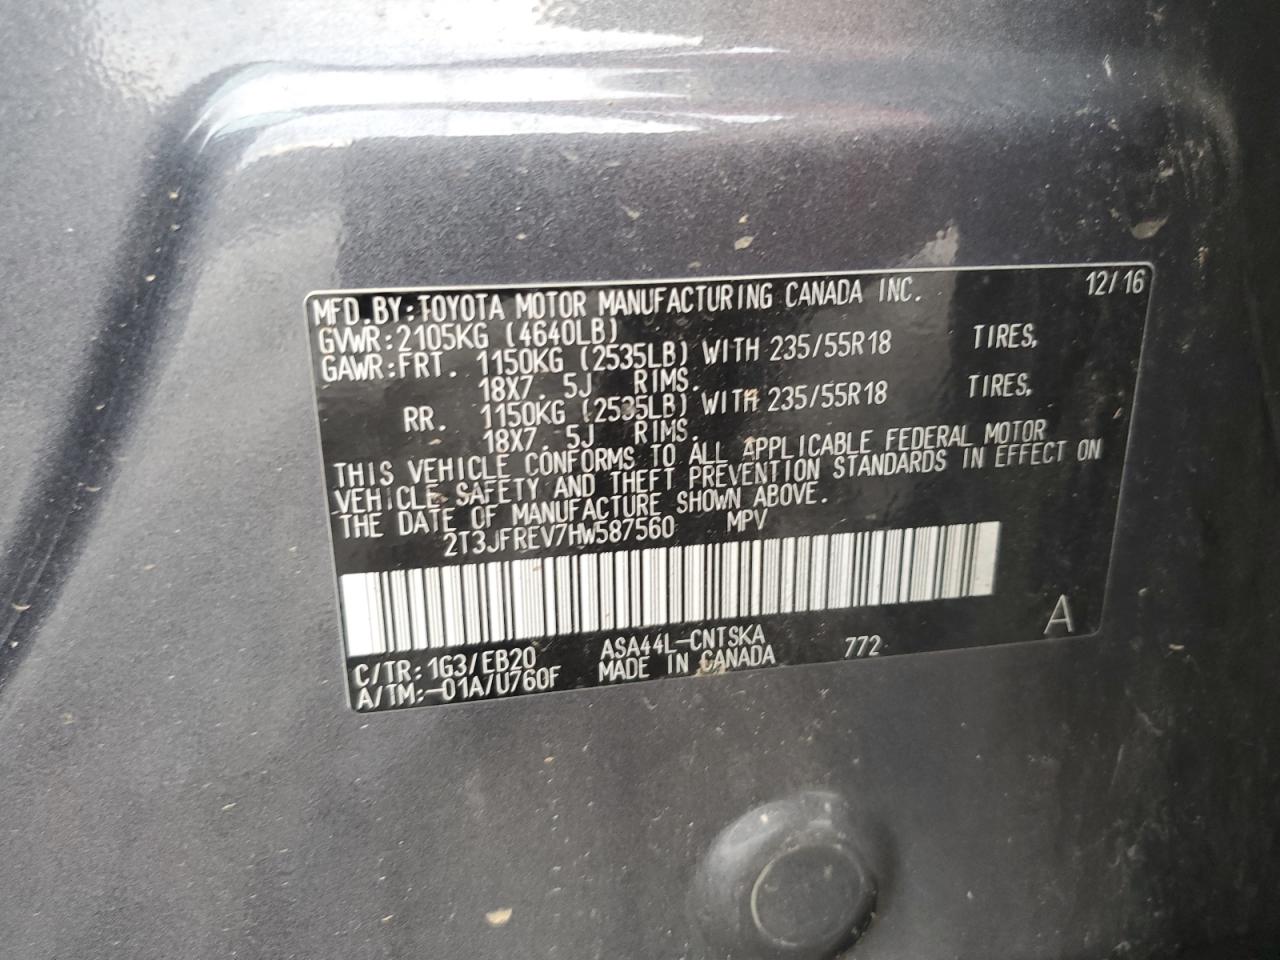 MFD.BY:TOYOTA MOTOR MANUFACTURING CANADA INC. 12/16
GVWR:2105KG (4640LB)
GAWR:FRT. 1150KG (2535LB) WITH 235/55R18 TIRES,
18X7. 5J RIMS.
RR. 1150KG (2535LB) WITH 235/55R18 TIRES,
18X7. 5J RIMS.
THIS VEHICLE CONFORMS TO ALL APPLICABLE FEDERAL MOTOR
VEHICLE SAFETY AND THEFT PREVENTION STANDARDS IN EFFECT ON
THE DATE OF MANUFACTURE SHOWN ABOVE.
2T3JFREV7HW587560 MPV
C/TR:1G3/EB20 ASA44L-CNTSKA 772 A
A/TM:-01A/U760F MADE IN CANADA